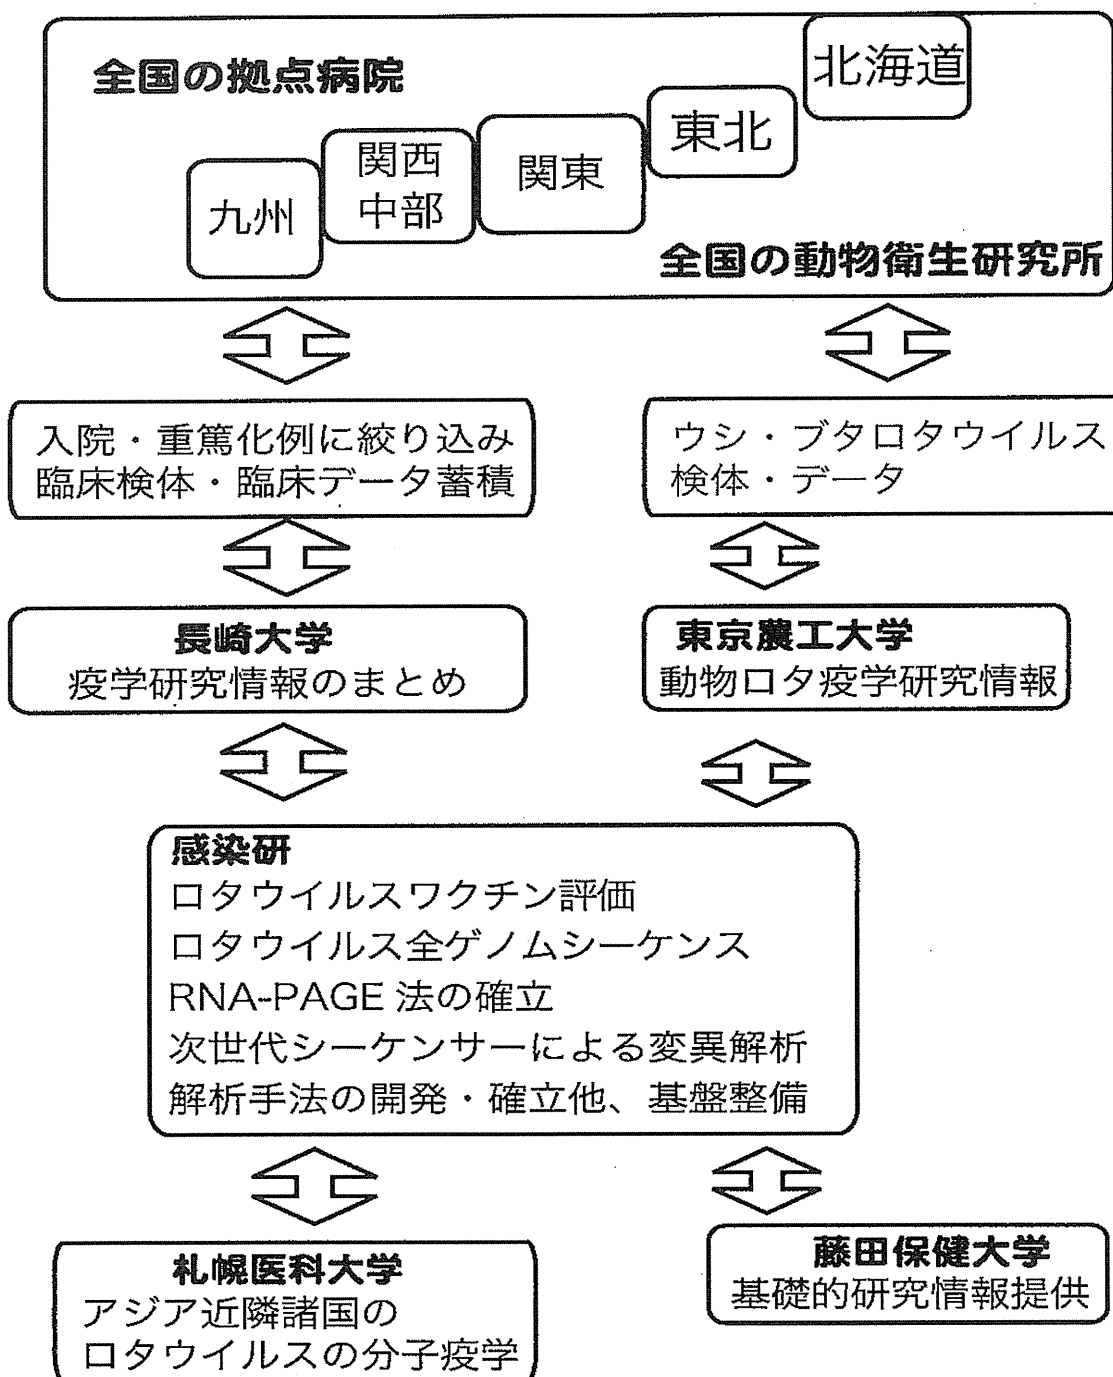 全国の拠点病院
北海道
東北
関東
関西
中部
九州
全国の動物衛生研究所
入院・重篤化例に絞り込み
臨床検体・臨床データ蓄積
ウシ・ブタロタウイルス
検体・データ
長崎大学
疫学研究情報のまとめ
東京農工大学
動物ロタ疫学研究情報
感染研
ロタウイルスワクチン評価
ロタウイルス全ゲノムシーケンス
RNA-PAGE 法の確立
次世代シーケンサーによる変異解析
解析手法の開発・確立他、基盤整備
札幌医科大学
アジア近隣諸国の
ロタウイルスの分子疫学
藤田保健大学
基礎的研究情報提供